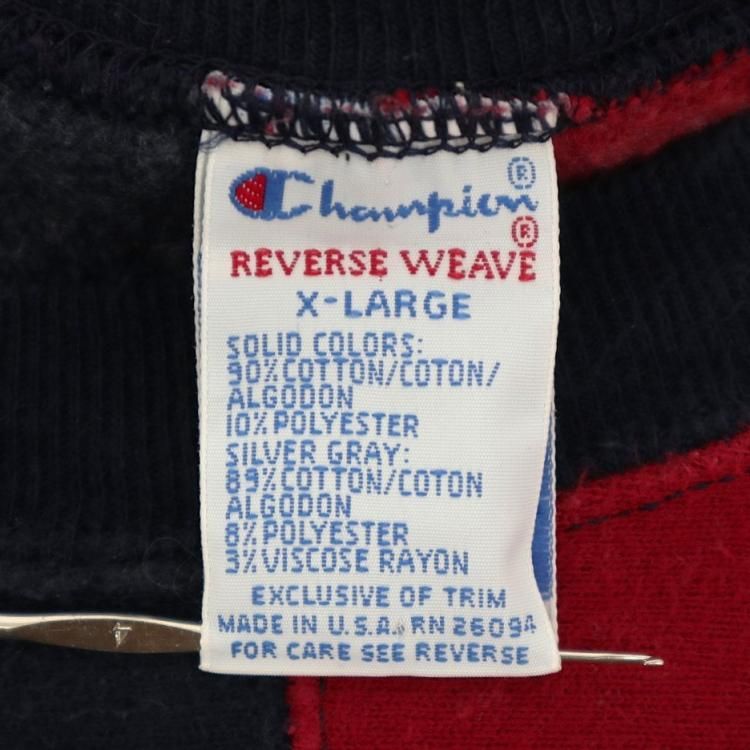 Champion®
REVERSE WEAVE®
X-LARGE
SOLID COLORS:
90% COTTON/COTON/
ALGODON
10% POLYESTER
SILVER GRAY:
89% COTTON/COTON
ALGODON
8% POLYESTER
3% VISCOSE RAYON
EXCLUSIVE OF TRIM
MADE IN U.S.A. RN 26094
FOR CARE SEE REVERSE